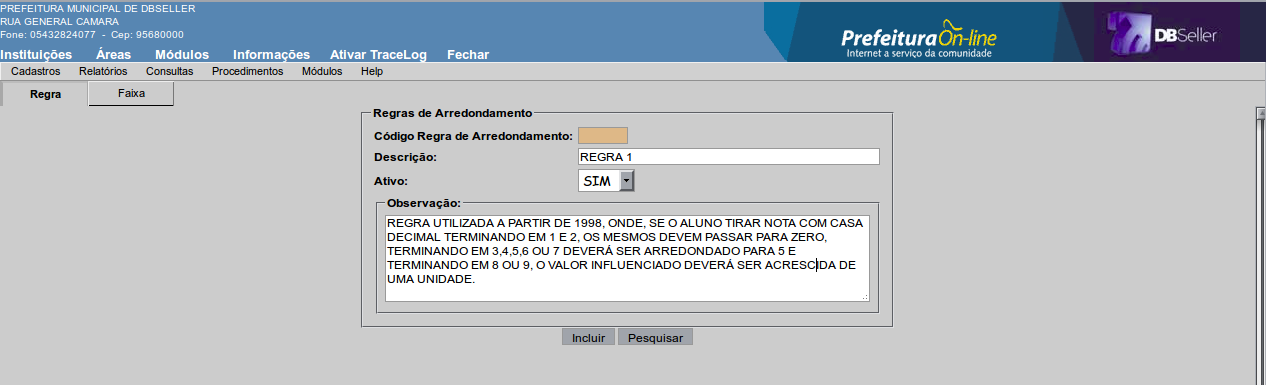 PREFEITURA MUNICIPAL DE DBSELLER
RUA GENERAL CAMARA
Fone: 05432824077 - Cep: 95680000
PrefeituraOn-line
Internet a serviço da comunidade
DBSeller
Instituições Áreas Módulos Informações Ativar TraceLog Fechar
Cadastros Relatórios Consultas Procedimentos Módulos Help
Regra Faixa
Regras de Arredondamento
Código Regra de Arredondamento:
Descrição: REGRA 1
Ativo: SIM
Observação:
REGRA UTILIZADA A PARTIR DE 1998, ONDE, SE O ALUNO TIRAR NOTA COM CASA
DECIMAL TERMINANDO EM 1 E 2, OS MESMOS DEVEM PASSAR PARA ZERO,
TERMINANDO EM 3,4,5,6 OU 7 DEVERÁ SER ARREDONDADO PARA 5 E
TERMINANDO EM 8 OU 9, O VALOR INFLUENCIADO DEVERÁ SER ACRESCIDA DE
UMA UNIDADE.
Incluir Pesquisar